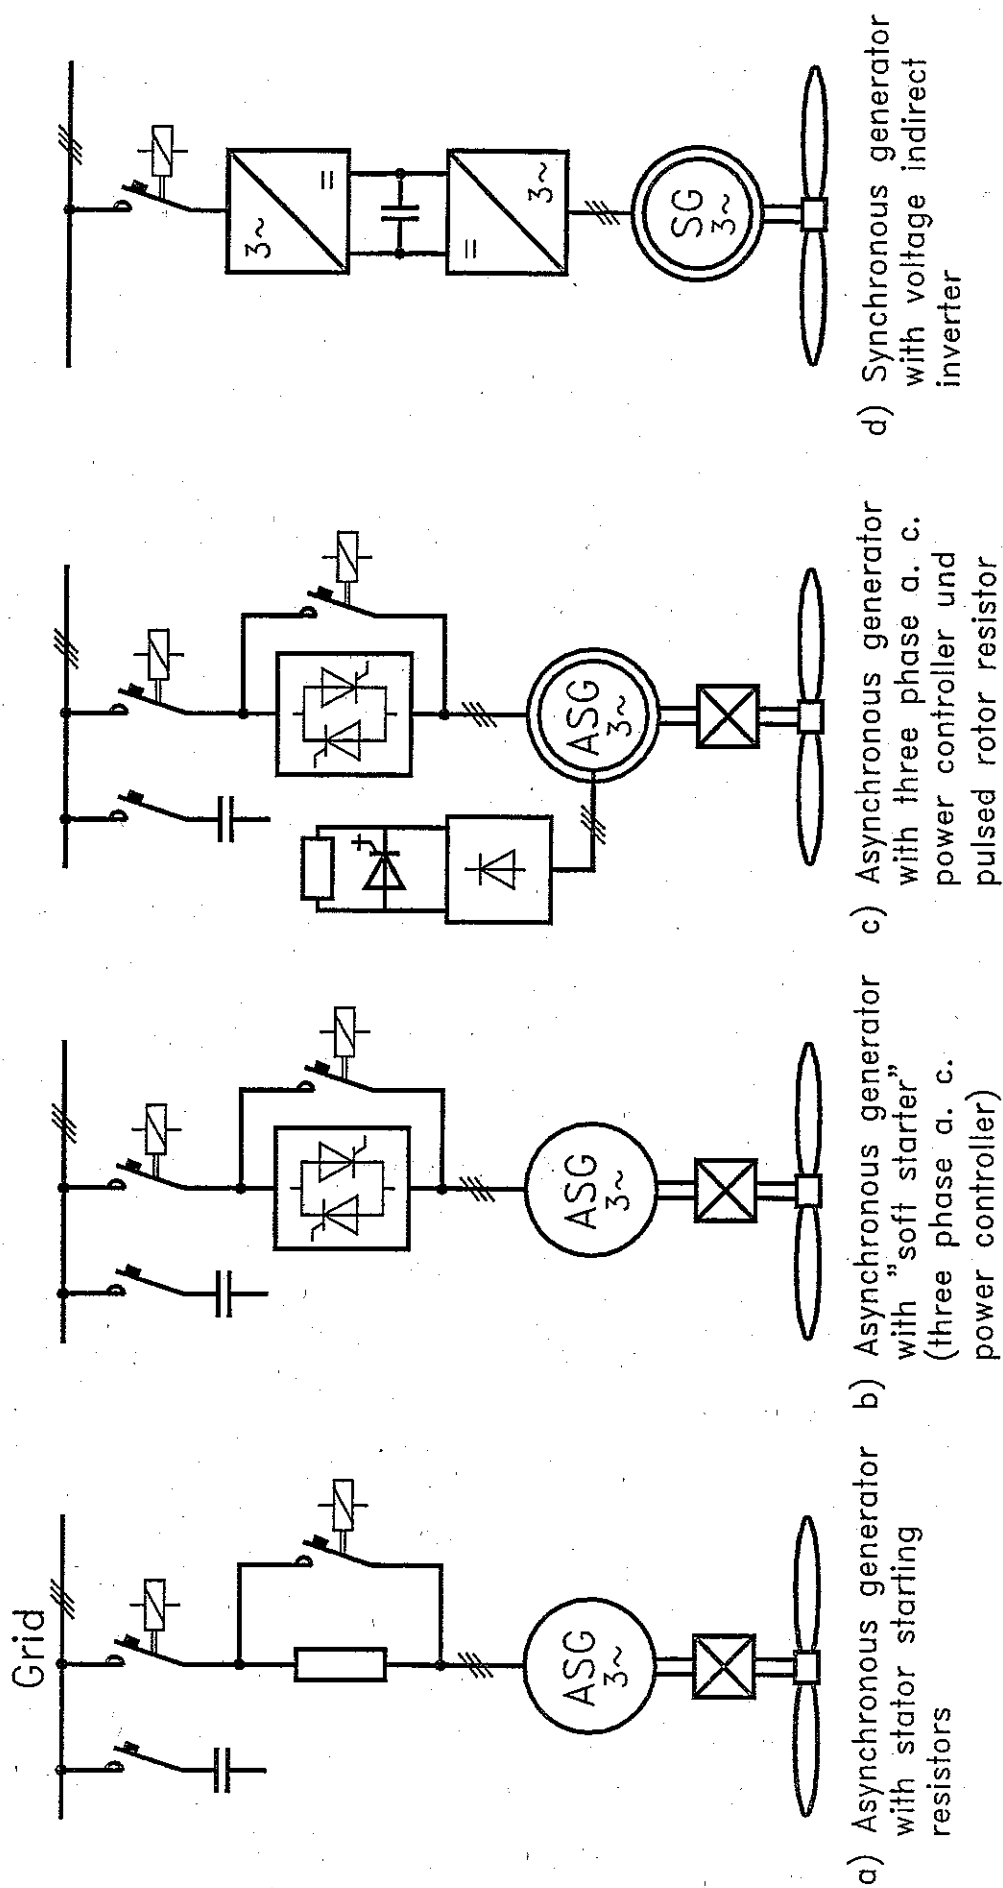 Grid
ASG
3~
a) Asynchronous generator
with stator starting
resistors
ASG
3~
b) Asynchronous generator
with "soft starter"
(three phase a. c.
power controller)
ASG
3~
c) Asynchronous generator
with three phase a. c.
power controller und
pulsed rotor resistor
3~
=
=
3~
SG
3~
d) Synchronous generator
with voltage indirect
inverter